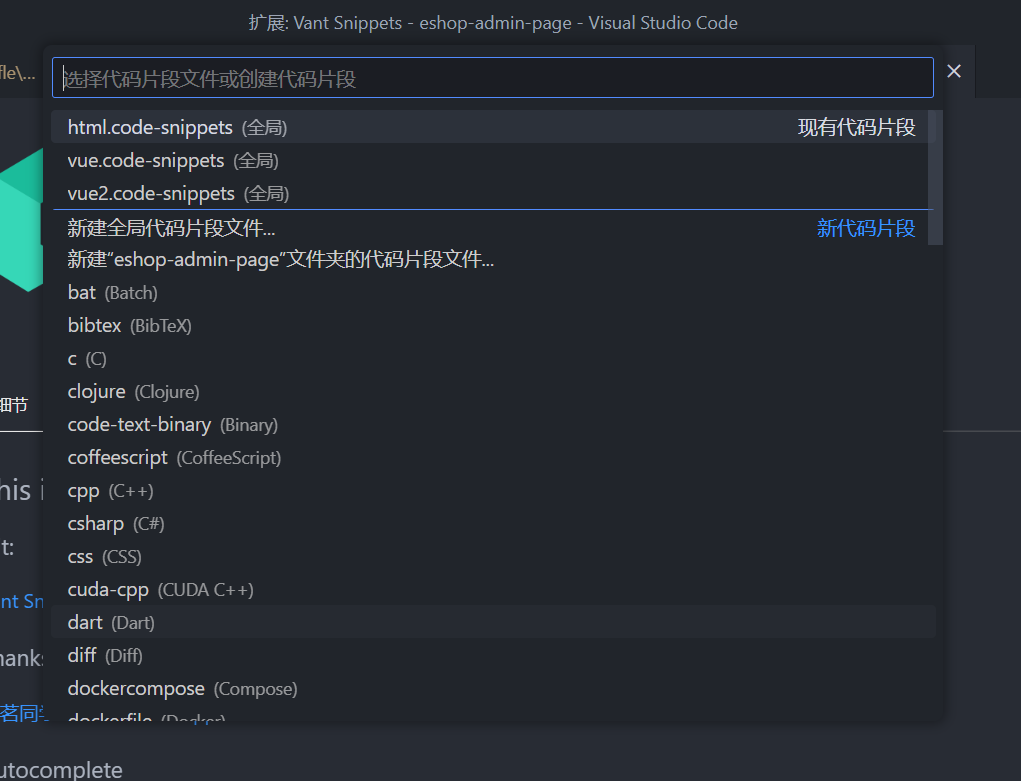 扩展: Vant Snippets - eshop-admin-page - Visual Studio Code
fle\...
选择代码片段文件或创建代码片段
html.code-snippets (全局) 现有代码片段
vue.code-snippets (全局)
vue2.code-snippets (全局)
新建全局代码片段文件... 新代码片段
新建“eshop-admin-page”文件夹的代码片段文件...
bat (Batch)
bibtex (BibTeX)
c (C)
clojure (Clojure)
细节
code-text-binary (Binary)
coffeescript (CoffeeScript)
his i
cpp (C++)
csharp (C#)
t:
css (CSS)
cuda-cpp (CUDA C++)
nt Sn
dart (Dart)
diff (Diff)
hanks
dockercompose (Compose)
茗同学
dockerfile (Docker)
utocomplete